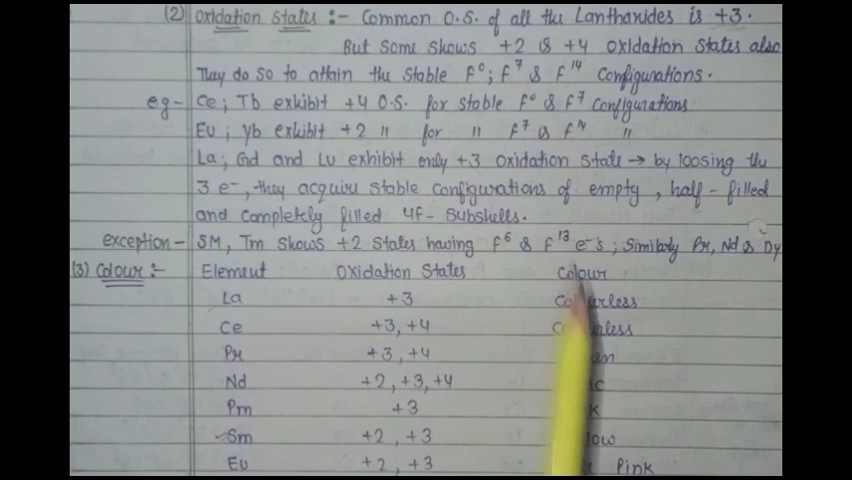 (2) Oxidation States :- Common O.S. of all the Lanthanides is +3.
But Some Shows +2 & +4 Oxidation States also
They do so to attain the Stable f⁰; f⁷ & f¹⁴ Configurations.
eg- Ce; Tb exhibit +4 O.S. for stable f⁰ & f⁷ Configurations
Eu; Yb exhibit +2 " for " f⁷ & f¹⁴ "
La; Gd and Lu exhibit only +3 oxidation state → by loosing the
3 e⁻, they acquire stable configurations of empty, half-filled
and completely filled 4f- Subshells.
exception- SM, Tm shows +2 States having f⁶ & f¹³ e⁻s; Similarly Pr, Nd & Dy
(3) Colour :- Element Oxidation States Colour
La +3
Ce +3, +4
Pr +3, +4
Nd +2, +3, +4
Pm +3
Sm +2, +3
Eu +2, +3 Pink